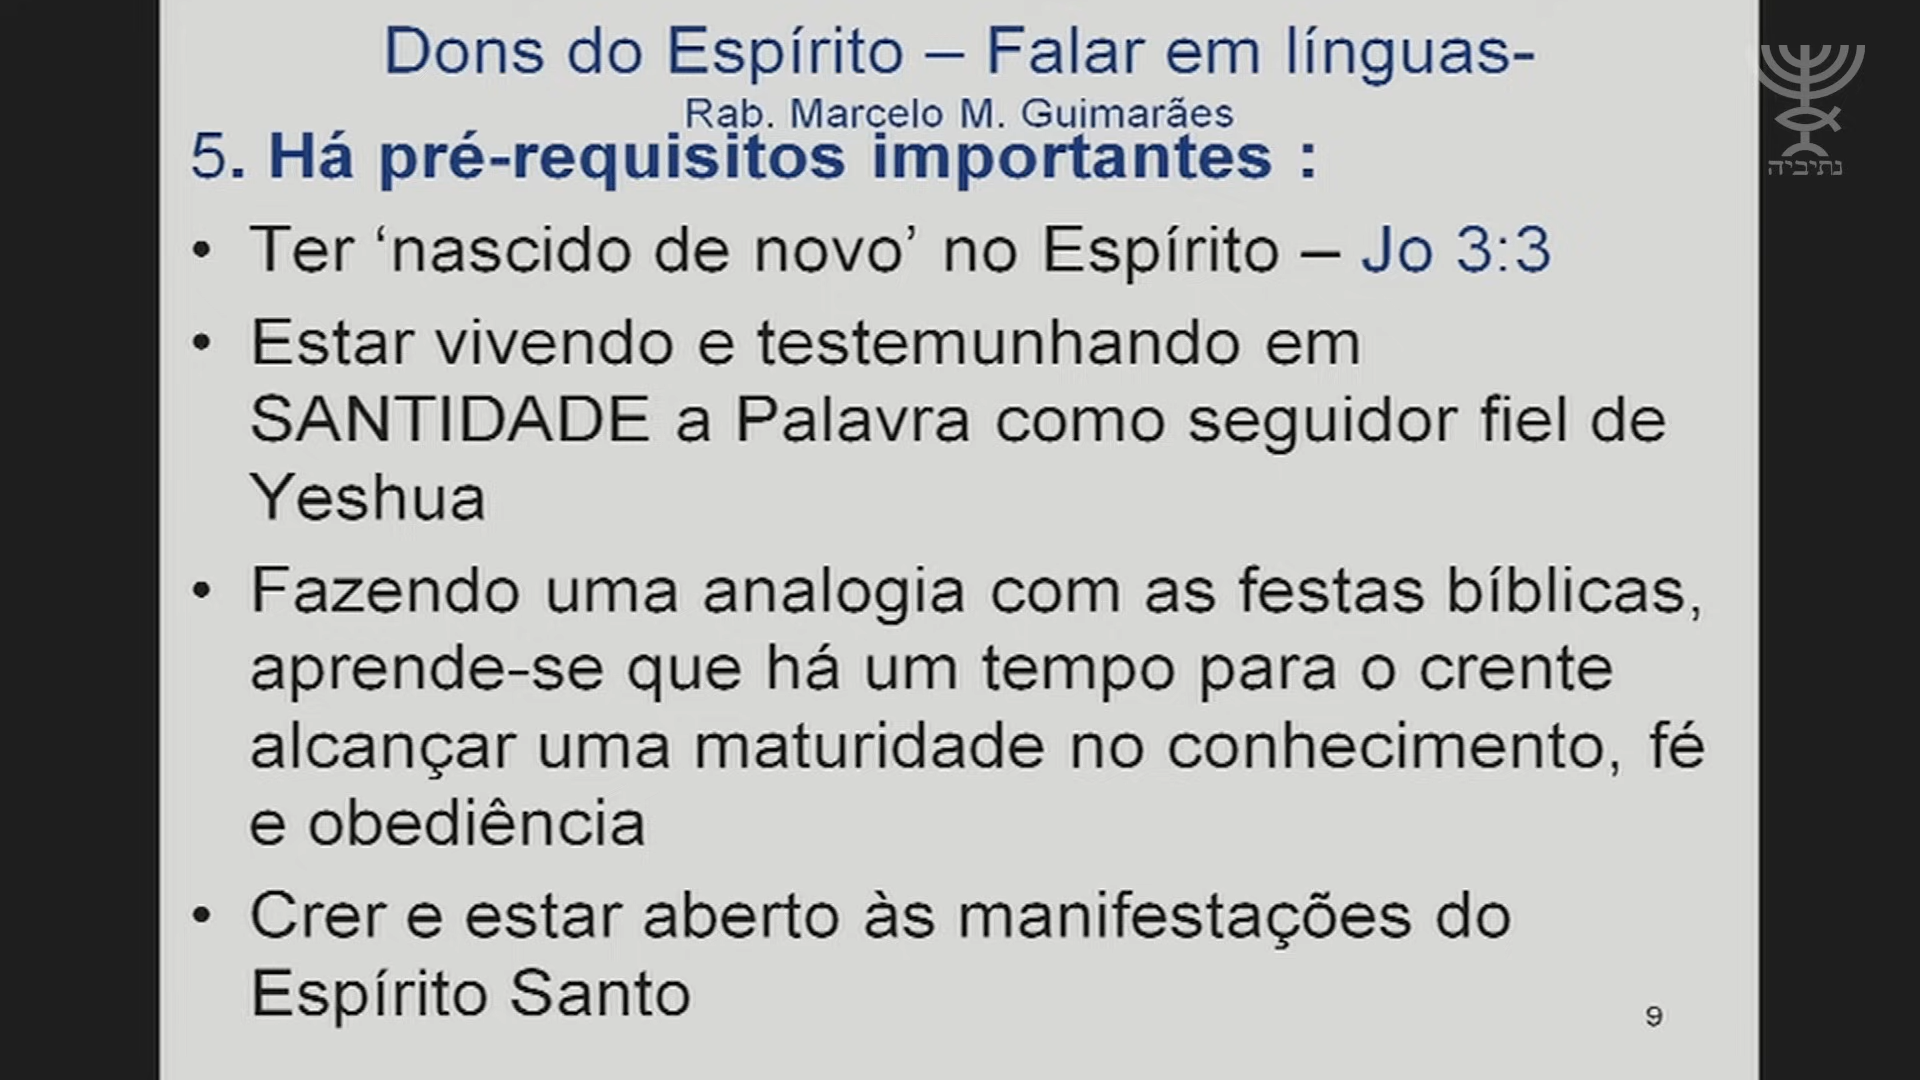 Dons do Espírito – Falar em línguas-
Rab. Marcelo M. Guimarães
5. Há pré-requisitos importantes :
• Ter ‘nascido de novo’ no Espírito – Jo 3:3
• Estar vivendo e testemunhando em
SANTIDADE a Palavra como seguidor fiel de
Yeshua
• Fazendo uma analogia com as festas bíblicas,
aprende-se que há um tempo para o crente
alcançar uma maturidade no conhecimento, fé
e obediência
• Crer e estar aberto às manifestações do
Espírito Santo
9
נתיביה